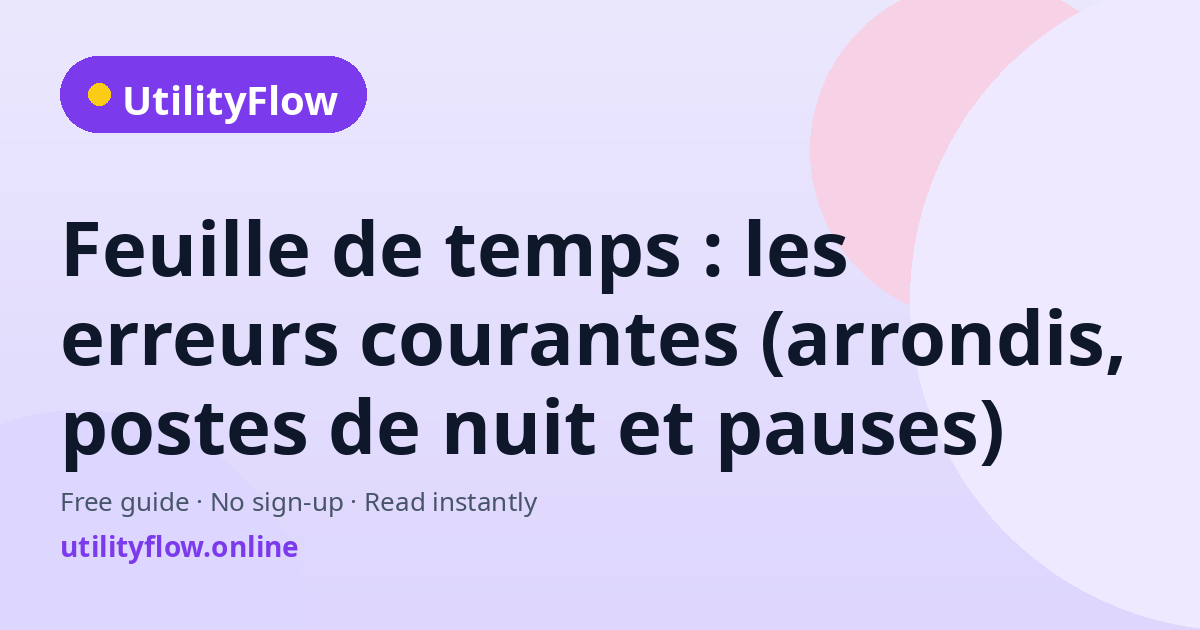 UtilityFlow
Feuille de temps : les
erreurs courantes (arrondis,
postes de nuit et pauses)
Free guide · No sign-up · Read instantly
utilityflow.online